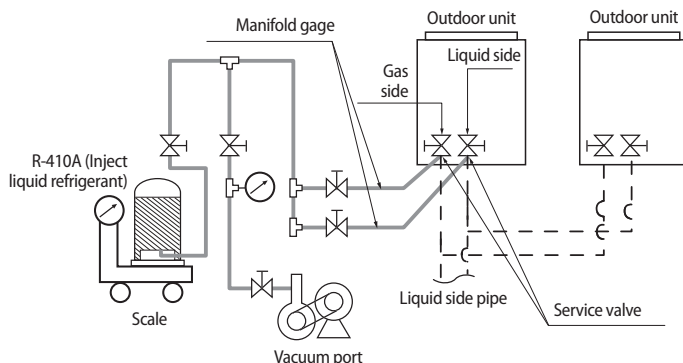 Outdoor unit
Outdoor unit
Manifold gage
Liquid side
Gas
side
R-410A (Inject
liquid refrigerant)
Liquid side pipe
Service valve
Scale
Vacuum port